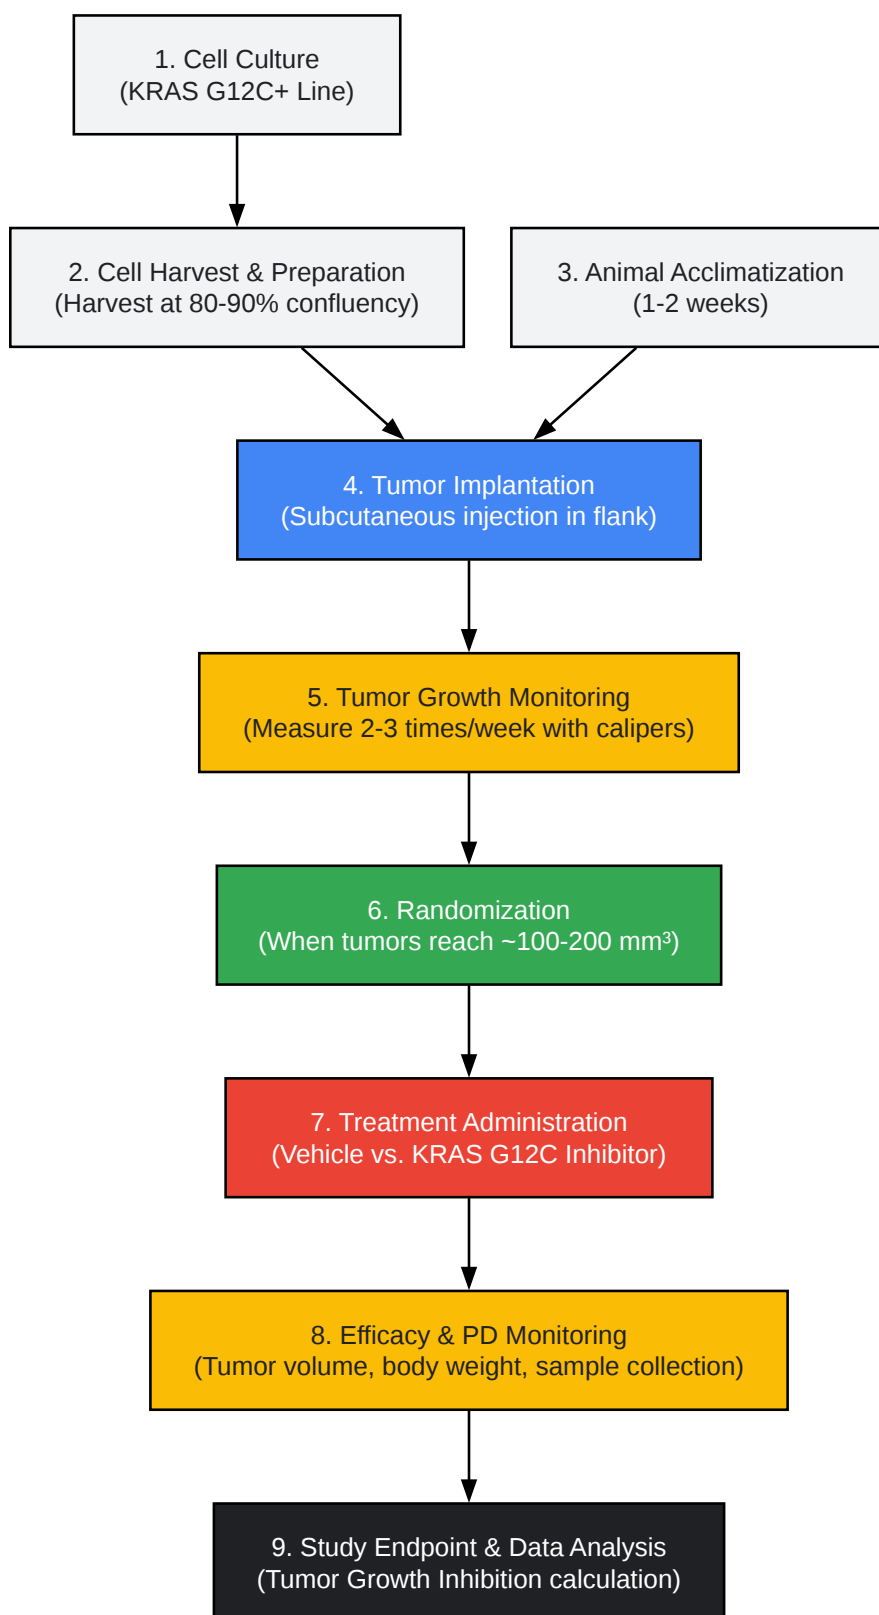 1. Cell Culture
(KRAS G12C+ Line)
2. Cell Harvest & Preparation
(Harvest at 80-90% confluency)
3. Animal Acclimatization
(1-2 weeks)
4. Tumor Implantation
(Subcutaneous injection in flank)
5. Tumor Growth Monitoring
(Measure 2-3 times/week with calipers)
6. Randomization
(When tumors reach ~100-200 mm³)
7. Treatment Administration
(Vehicle vs. KRAS G12C Inhibitor)
8. Efficacy & PD Monitoring
(Tumor volume, body weight, sample collection)
9. Study Endpoint & Data Analysis
(Tumor Growth Inhibition calculation)